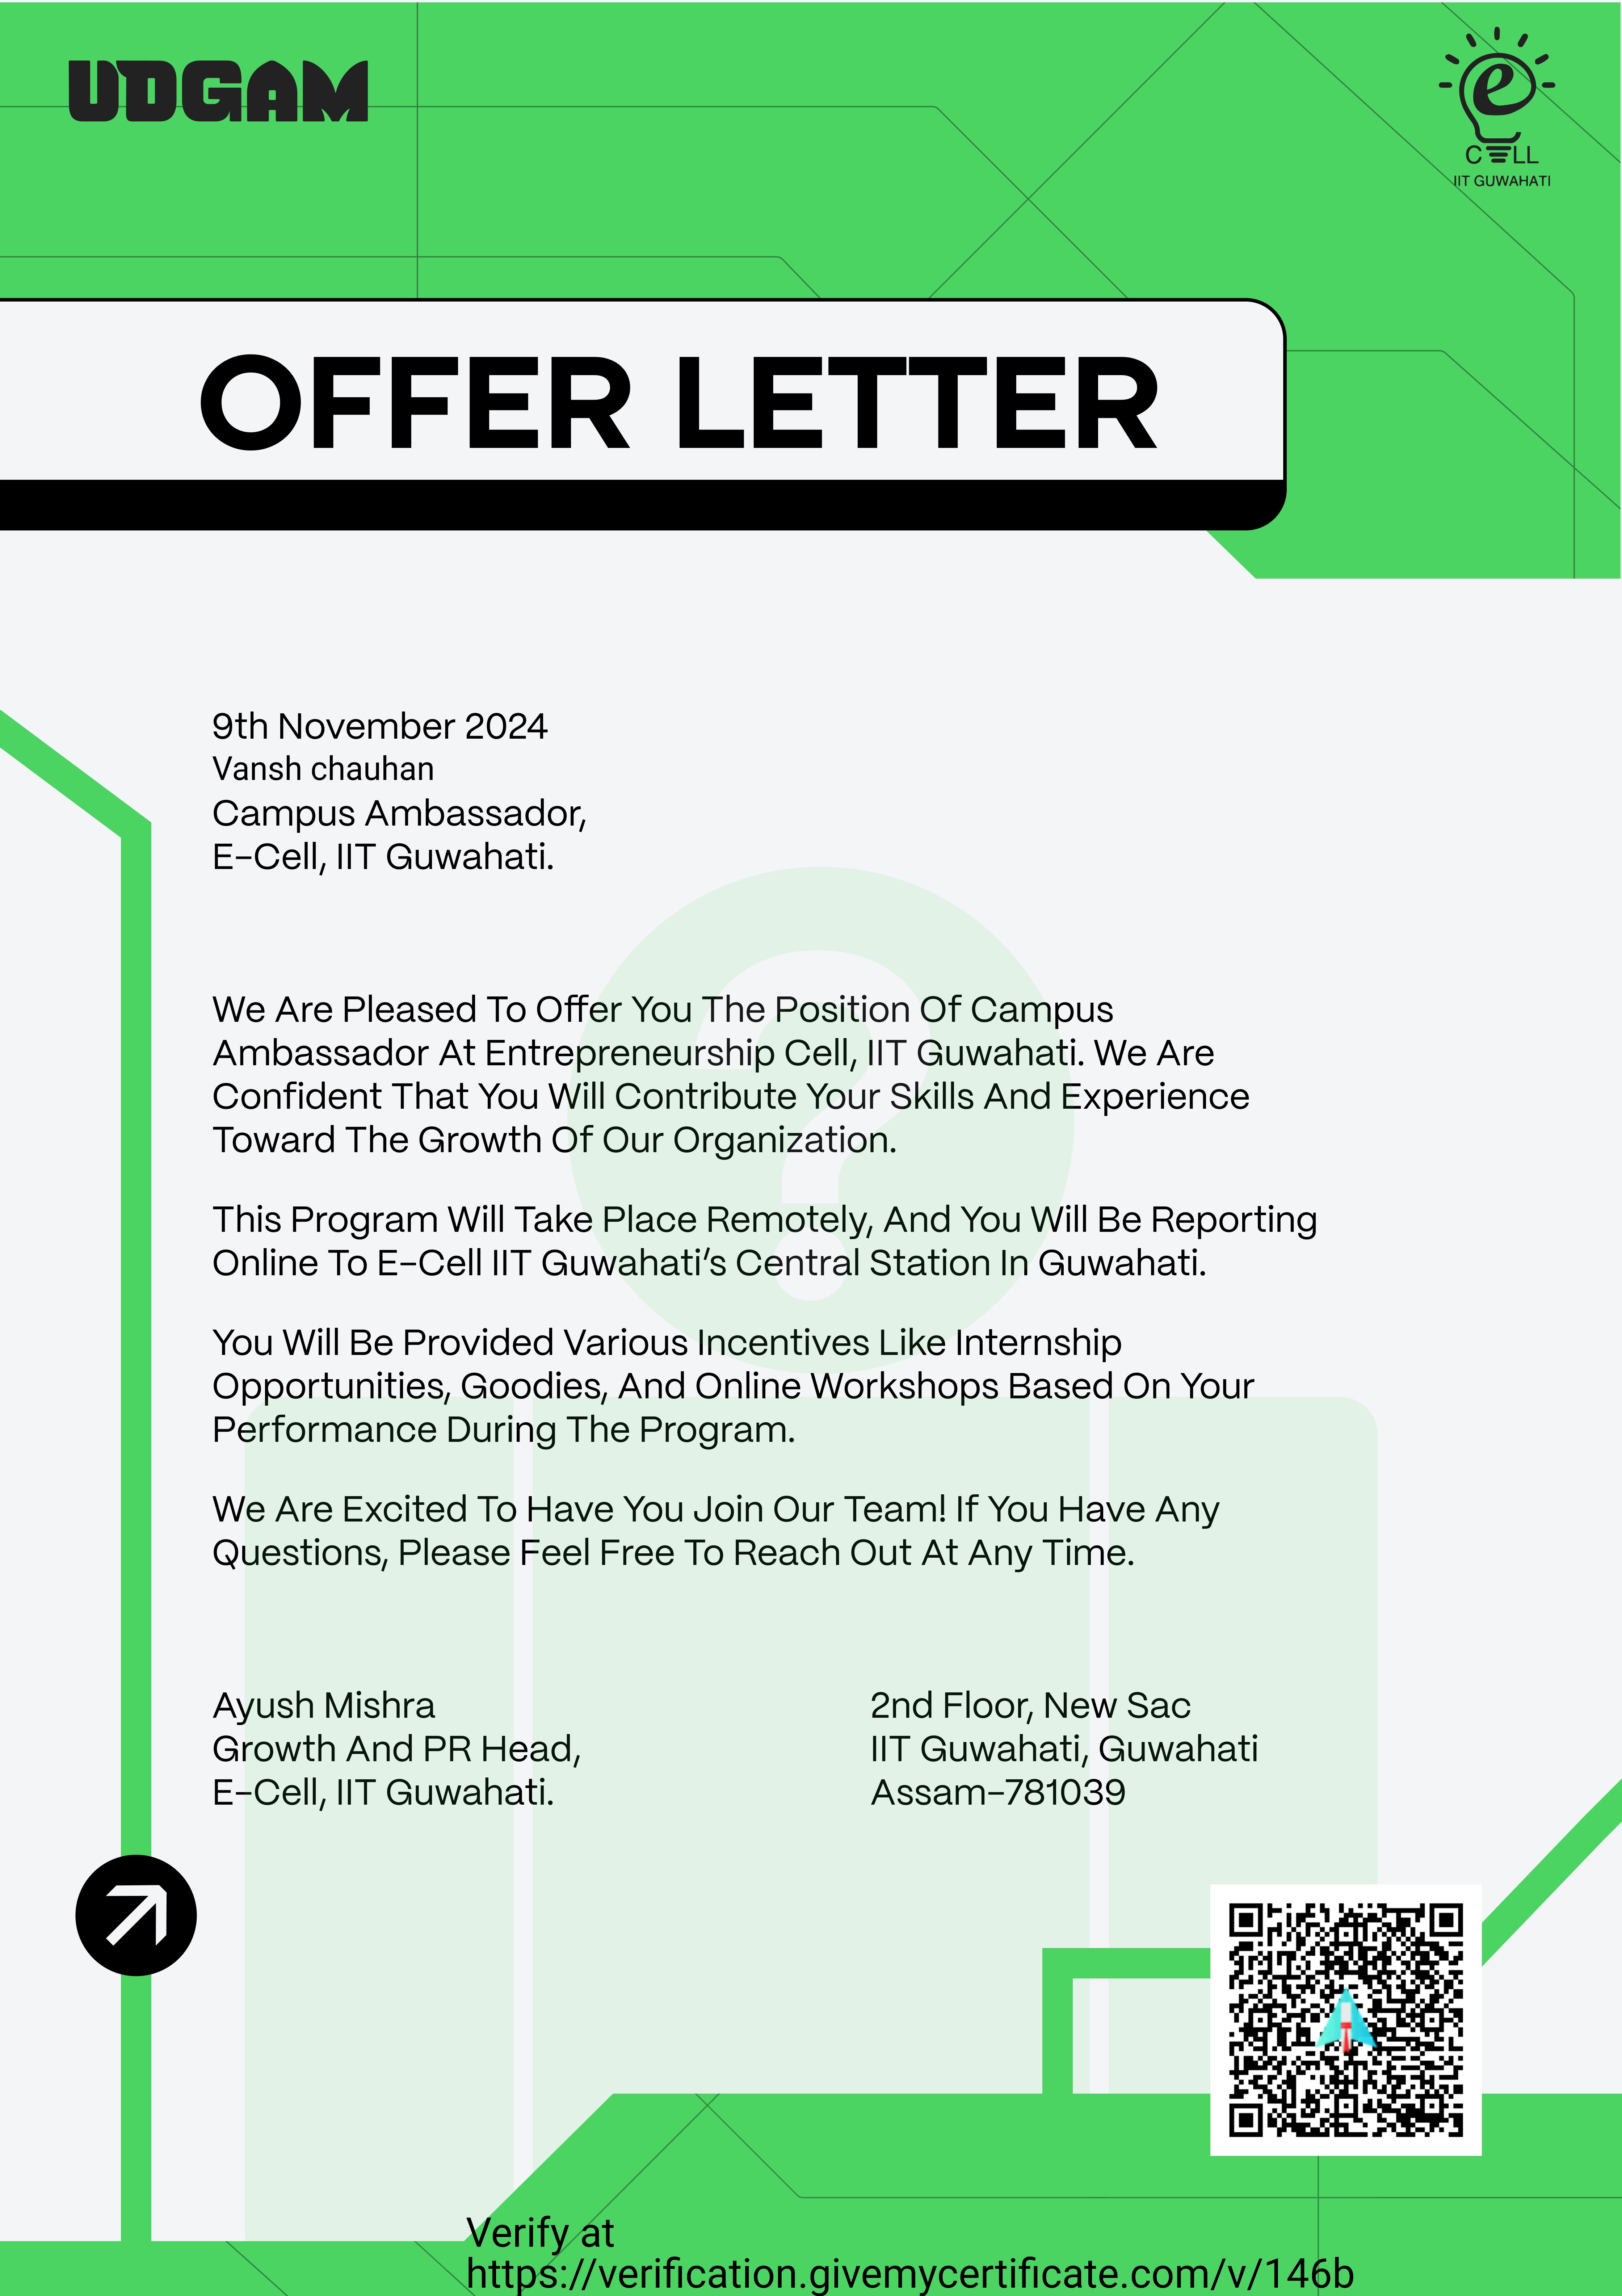 UDGAM
e
C LL
IIT GUWAHATI
OFFER LETTER
9th November 2024
Vansh chauhan
Campus Ambassador,
E-Cell, IIT Guwahati.
We Are Pleased To Offer You The Position Of Campus
Ambassador At Entrepreneurship Cell, IIT Guwahati. We Are
Confident That You Will Contribute Your Skills And Experience
Toward The Growth Of Our Organization.
This Program Will Take Place Remotely, And You Will Be Reporting
Online To E-Cell IIT Guwahati’s Central Station In Guwahati.
You Will Be Provided Various Incentives Like Internship
Opportunities, Goodies, And Online Workshops Based On Your
Performance During The Program.
We Are Excited To Have You Join Our Team! If You Have Any
Questions, Please Feel Free To Reach Out At Any Time.
Ayush Mishra
Growth And PR Head,
E-Cell, IIT Guwahati.
2nd Floor, New Sac
IIT Guwahati, Guwahati
Assam-781039
Verify at
https://verification.givemycertificate.com/v/146b